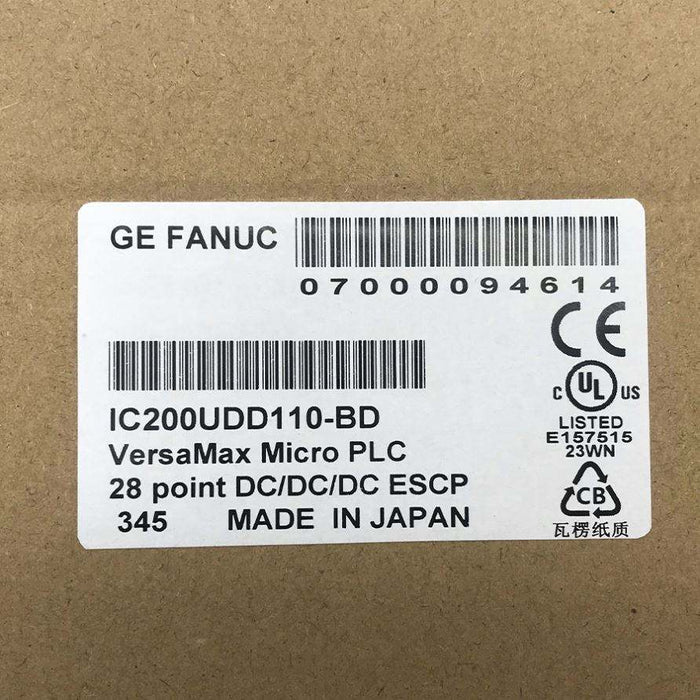 GE FANUC
07000094614
IC200UDD110-BD
VersaMax Micro PLC
28 point DC/DC/DC ESCP
345 MADE IN JAPAN
CE
C UL US
LISTED
E157515
23WN
CB
瓦楞纸质